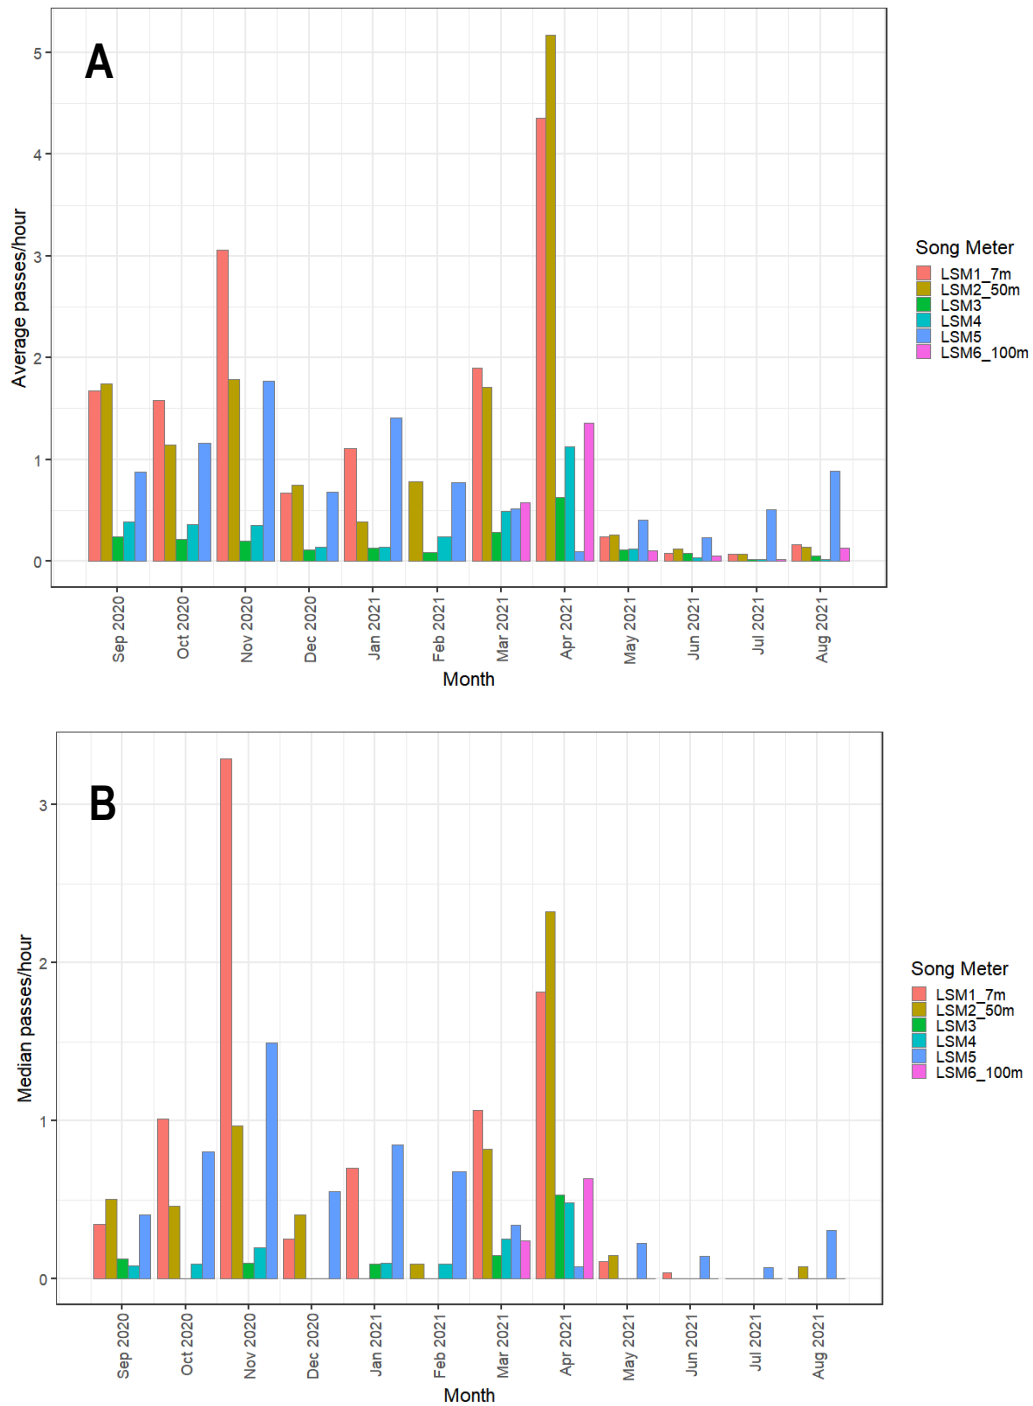 A
5
4
3
2
1
0
Average passes/hour
Sep 2020
Oct 2020
Nov 2020
Dec 2020
Jan 2021
Feb 2021
Mar 2021
Apr 2021
May 2021
Jun 2021
Jul 2021
Aug 2021
Month
Song Meter
LSM1_7m
LSM2_50m
LSM3
LSM4
LSM5
LSM6_100m
B
3
2
1
0
Median passes/hour
Sep 2020
Oct 2020
Nov 2020
Dec 2020
Jan 2021
Feb 2021
Mar 2021
Apr 2021
May 2021
Jun 2021
Jul 2021
Aug 2021
Month
Song Meter
LSM1_7m
LSM2_50m
LSM3
LSM4
LSM5
LSM6_100m